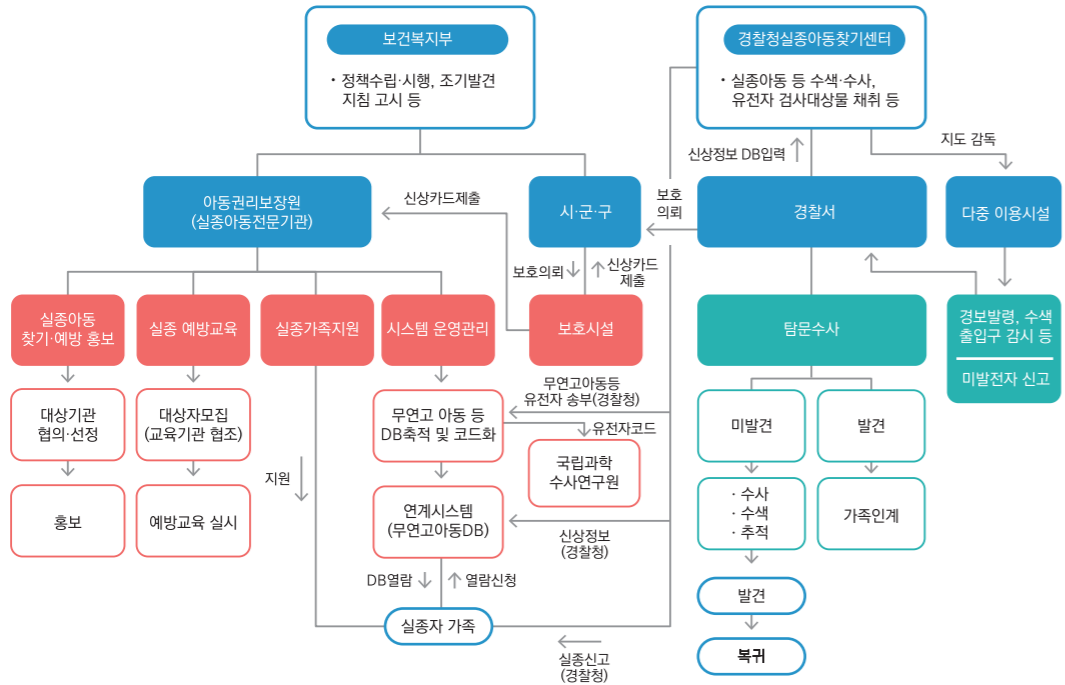 보건복지부
· 정책수립·시행, 조기발견
지침 고시 등
경찰청실종아동찾기센터
· 실종아동 등 수색·수사,
유전자 검사대상물 채취 등
신상정보 DB입력
지도 감독
아동권리보장원
(실종아동전문기관)
신상카드제출
시·군·구
보호
의뢰
경찰서
다중 이용시설
보호의뢰
신상카드
제출
실종아동
찾기·예방 홍보
실종 예방교육
실종가족지원
시스템 운영관리
보호시설
탐문수사
경보발령, 수색
출입구 감시 등
미발전자 신고
대상기관
협의·선정
대상자모집
(교육기관 협조)
무연고 아동 등
DB축적 및 코드화
무연고아동등
유전자 송부(경찰청)
유전자코드
미발견
발견
지원
국립과학
수사연구원
홍보
예방교육 실시
연계시스템
(무연고아동DB)
신상정보
(경찰청)
· 수사
· 수색
· 추적
가족인계
DB열람
열람신청
발견
실종자 가족
실종신고
(경찰청)
복귀